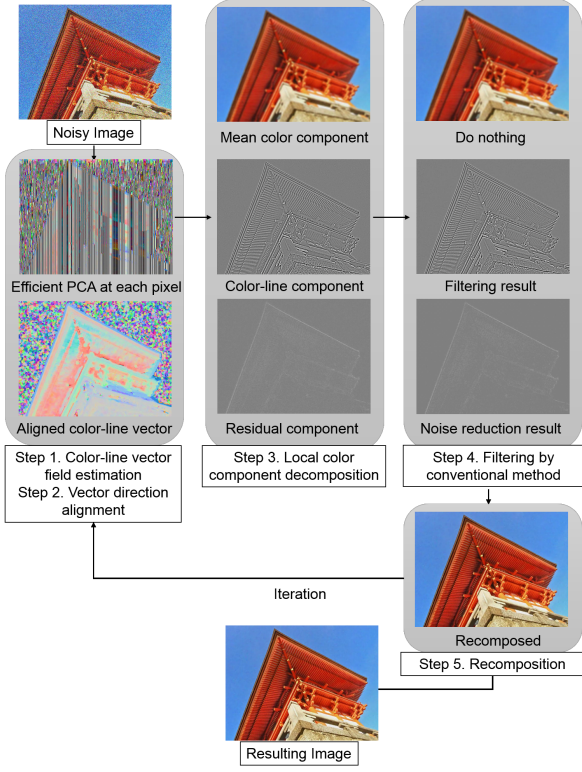 Noisy Image
Efficient PCA at each pixel
Aligned color-line vector
Step 1. Color-line vector
field estimation
Step 2. Vector direction
alignment
Mean color component
Color-line component
Residual component
Step 3. Local color
component decomposition
Do nothing
Filtering result
Noise reduction result
Step 4. Filtering by
conventional method
Iteration
Recomposed
Step 5. Recomposition
Resulting Image